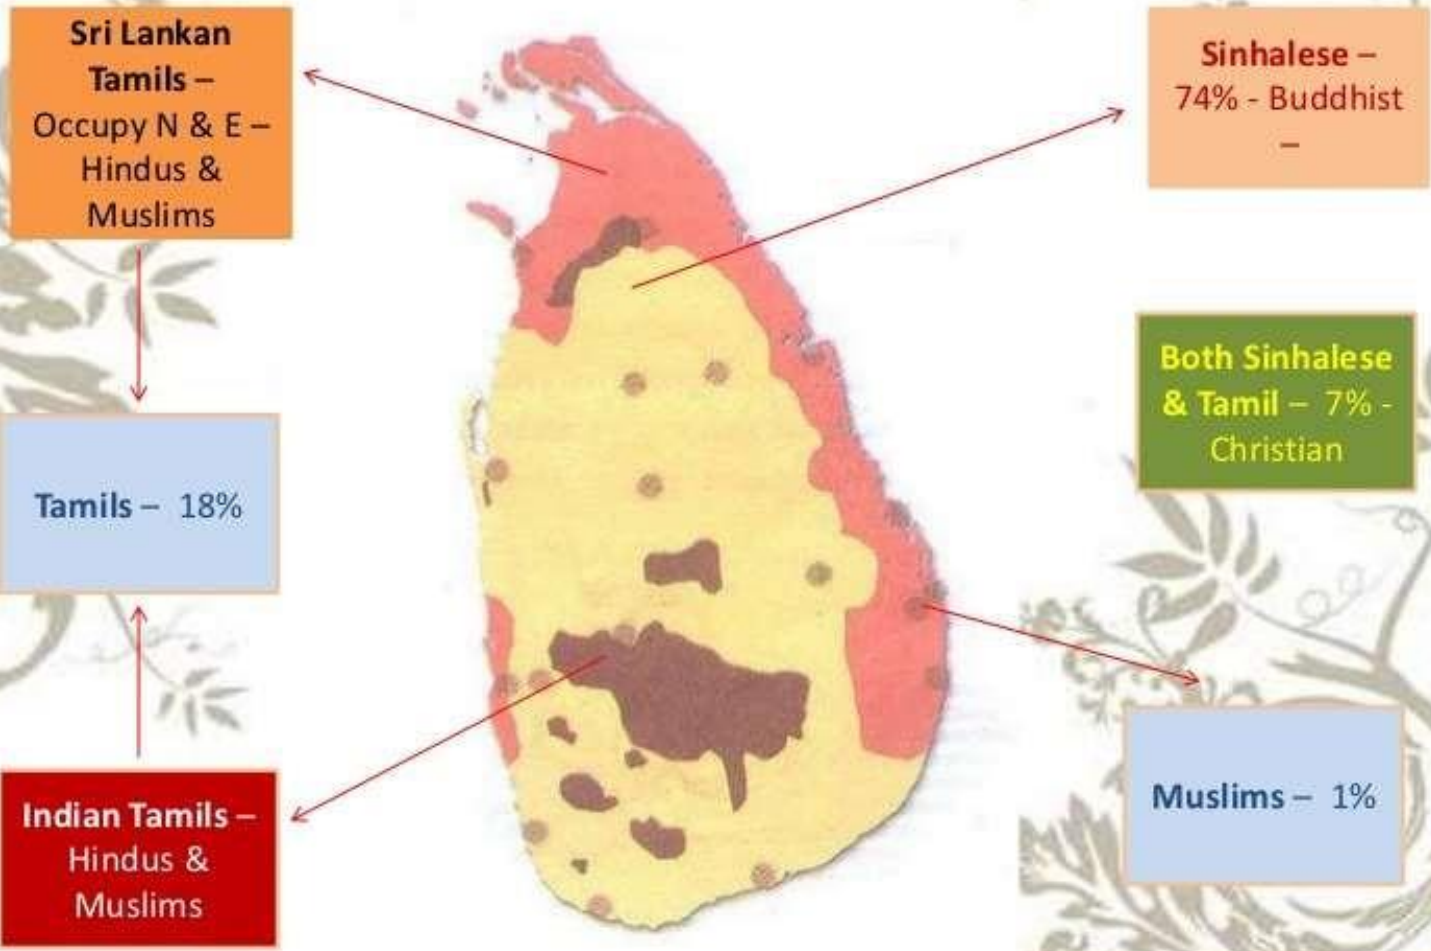 Sri Lankan
Tamils –
Occupy N & E –
Hindus &
Muslims
Sinhalese –
74% - Buddhist
–
Both Sinhalese
& Tamil – 7% -
Christian
Tamils – 18%
Indian Tamils –
Hindus &
Muslims
Muslims – 1%